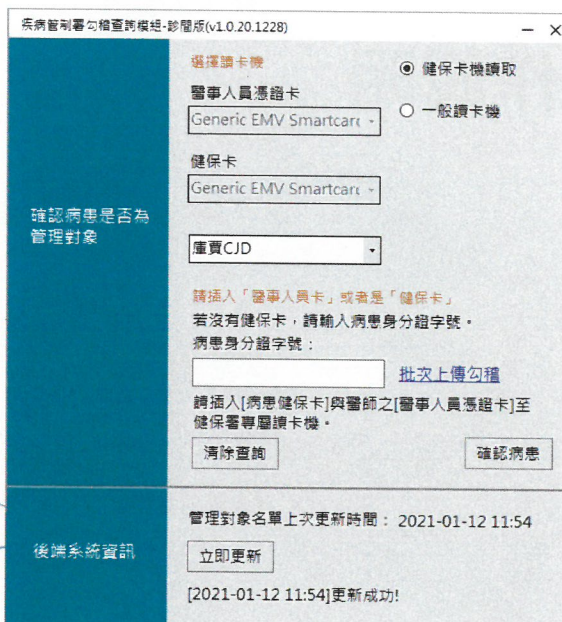 疾病管制署勾稽查詢模組-診間版(v1.0.20.1228)
選擇讀卡機
健保卡機讀取
醫事人員憑證卡
Generic EMV Smartcar
一般讀卡機
健保卡
Generic EMV Smartcar
確認病患是否為
管理對象
庫賈CJD
請插入「醫事人員卡」或者是「健保卡」
若沒有健保卡，請輸入病患身分證字號。
病患身分證字號：
批次上傳勾稽
請插入[病患健保卡]與醫師之[醫事人員憑證卡]至
健保署專屬讀卡機。
清除查詢
確認病患
管理對象名單上次更新時間： 2021-01-12 11:54
後端系統資訊
立即更新
[2021-01-12 11:54]更新成功!